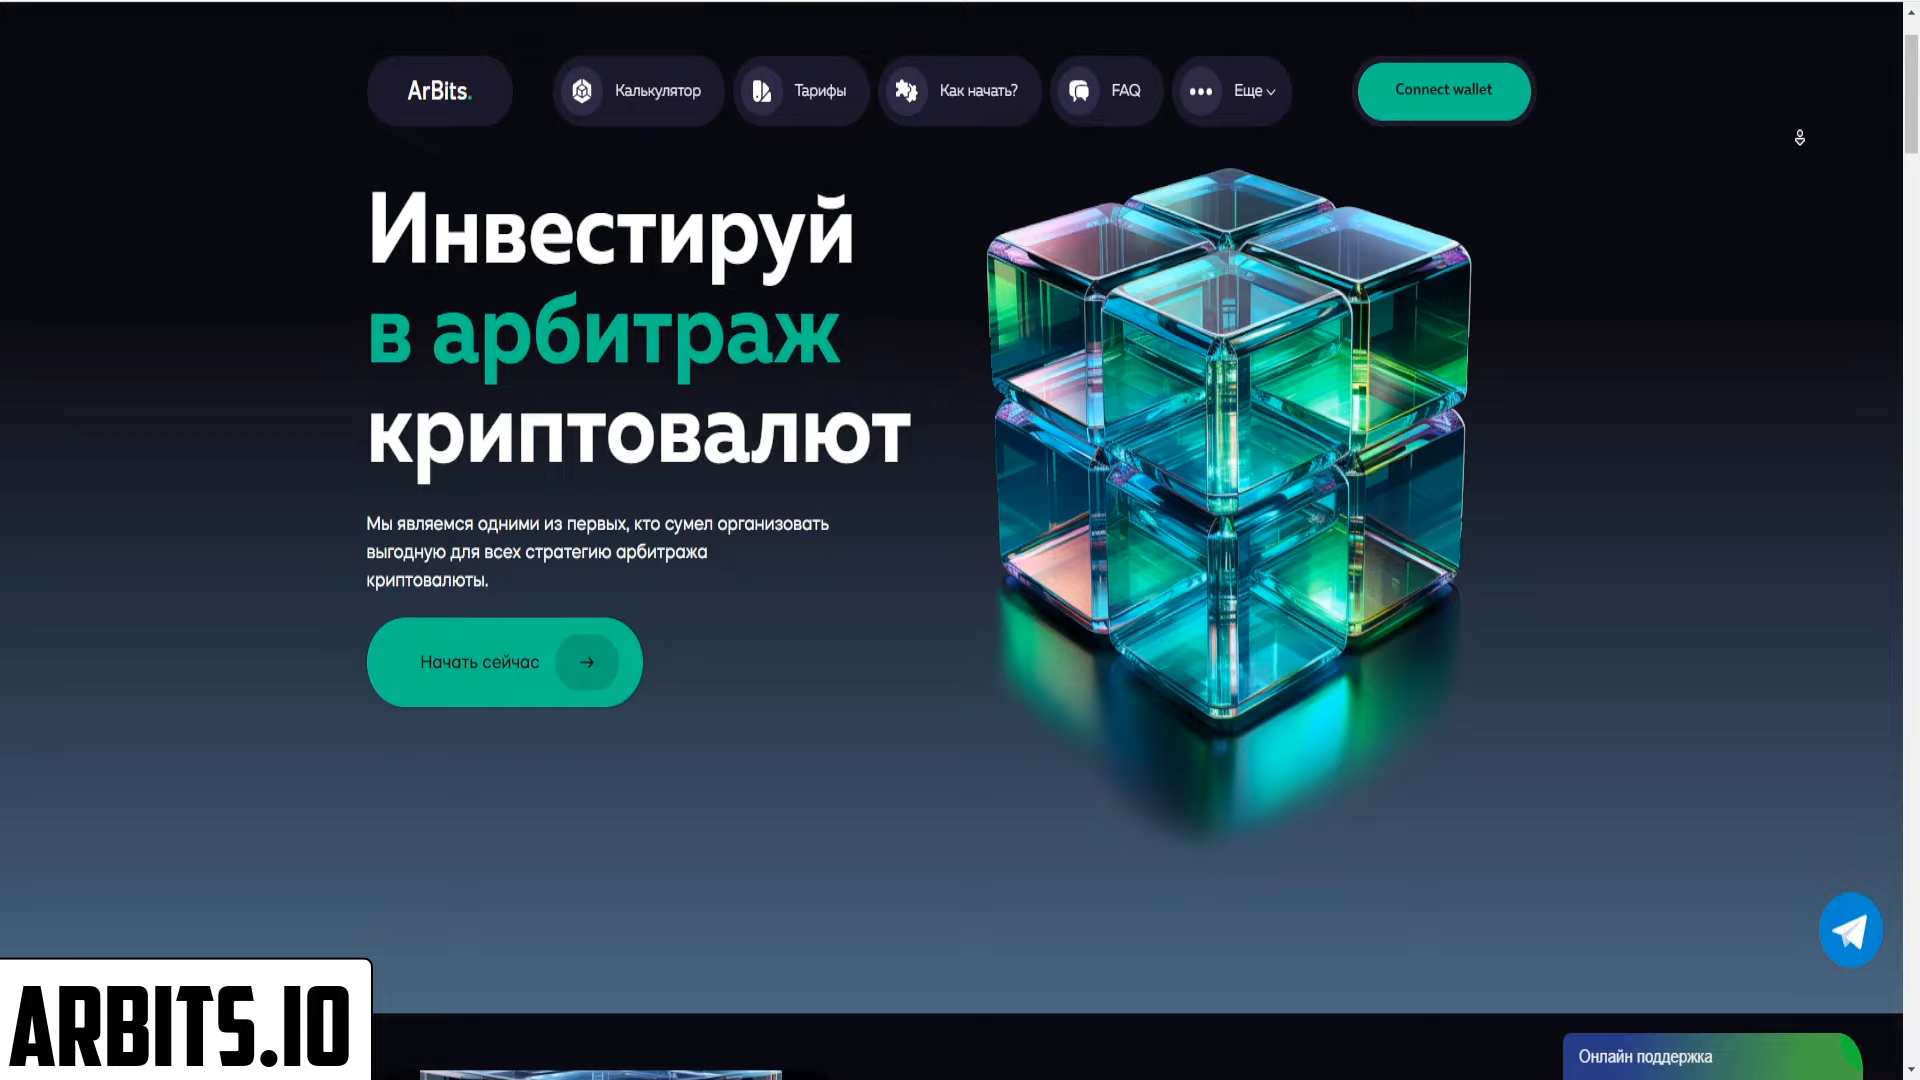 ArBits.
Калькулятор
Тарифы
Как начать?
FAQ
Еще
Connect wallet
Инвестируй
в арбитраж
криптовалют
Мы являемся одними из первых, кто сумел организовать
выгодную для всех стратегию арбитража
криптовалюты.
Начать сейчас
ARBITS.IO
Онлайн поддержка